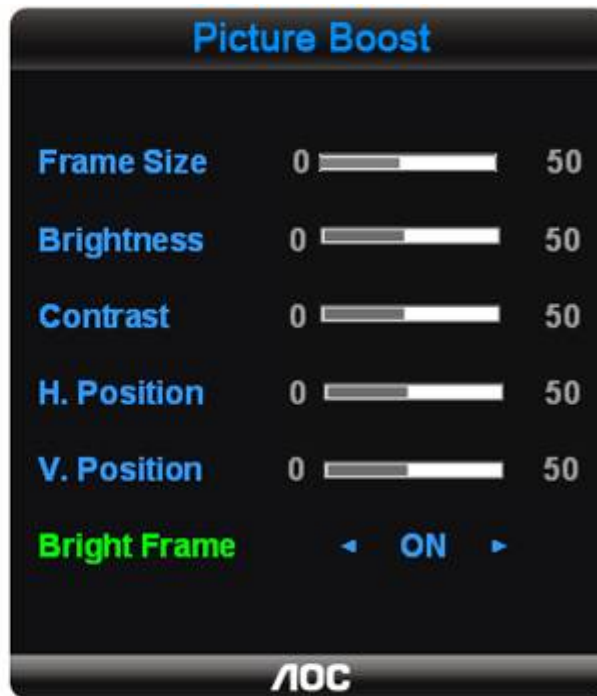 Picture Boost
Frame Size 0 50
Brightness 0 50
Contrast 0 50
H. Position 0 50
V. Position 0 50
Bright Frame ON
AOC